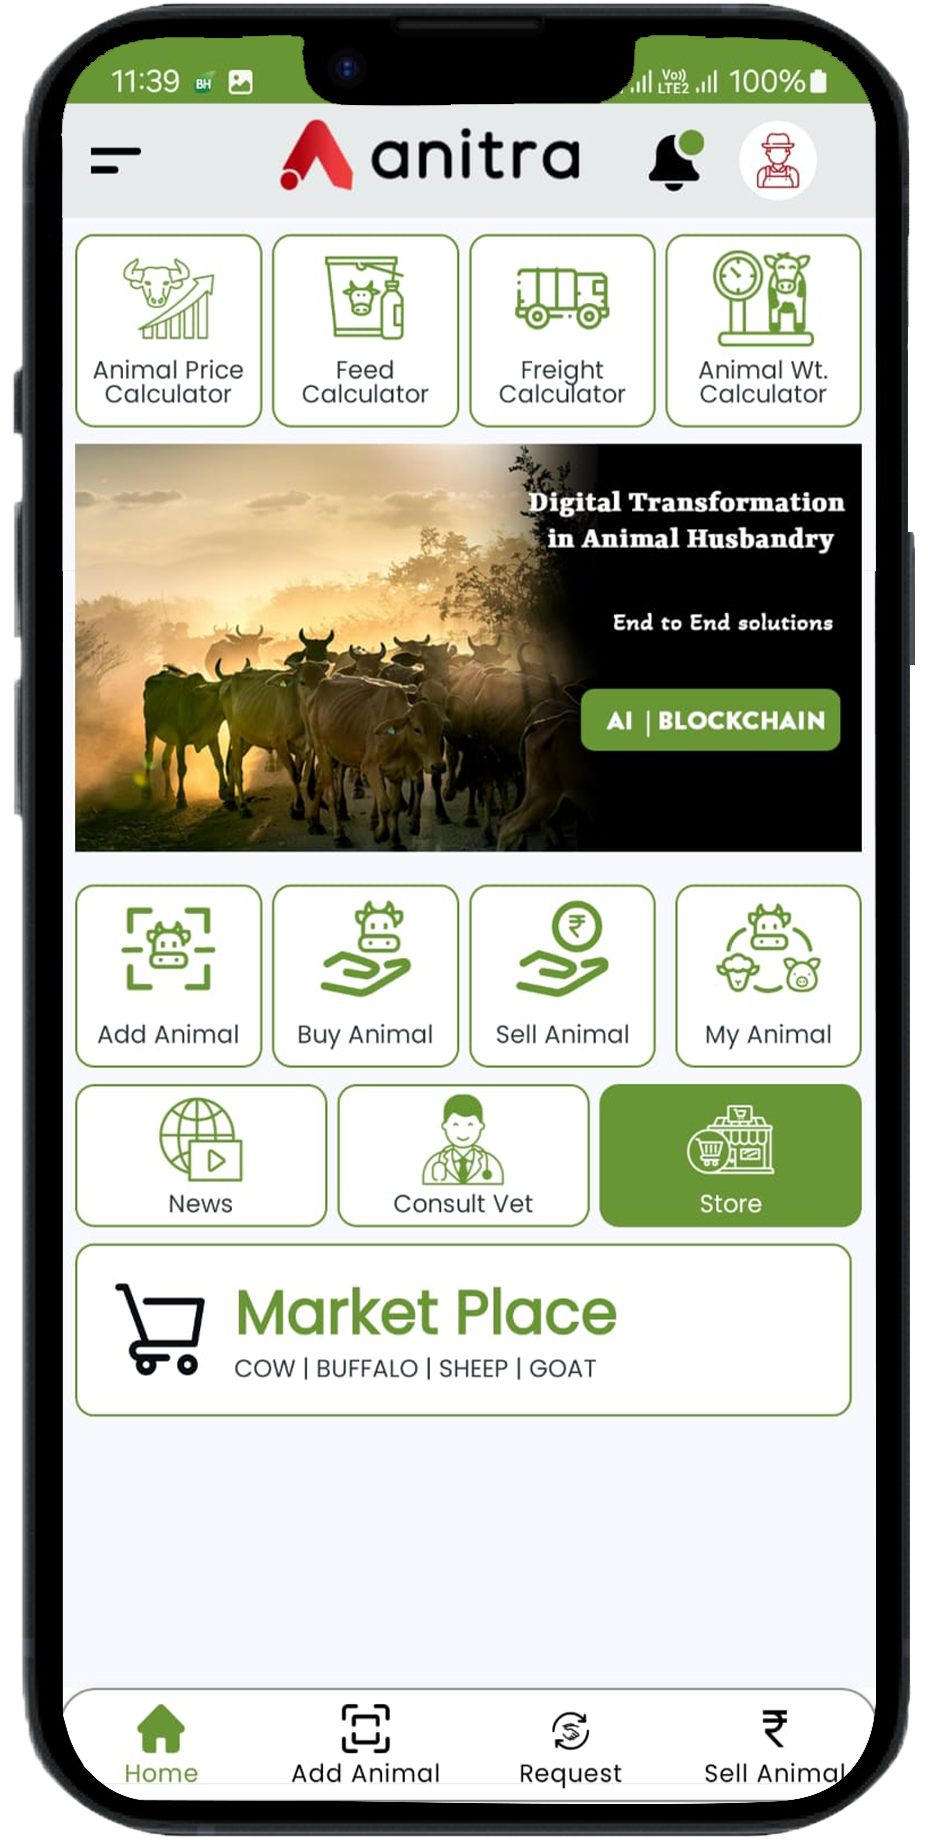 11:39 BH Vo)) LTE2 100%
anitra
Animal Price Calculator
Feed Calculator
Freight Calculator
Animal Wt. Calculator
Digital Transformation
in Animal Husbandry
End to End solutions
AI | BLOCKCHAIN
Add Animal
Buy Animal
Sell Animal
My Animal
News
Consult Vet
Store
Market Place
COW | BUFFALO | SHEEP | GOAT
Home
Add Animal
Request
Sell Animal